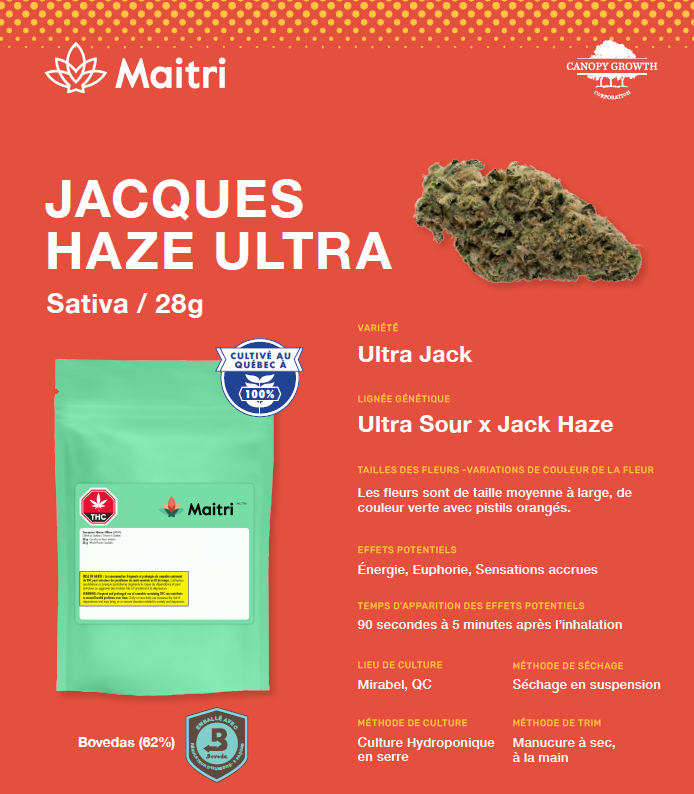 Maitri
CANOPY GROWTH
CORPORATION
JACQUES
HAZE ULTRA
Sativa / 28g
VARIÉTÉ
Ultra Jack
LIGNÉE GÉNÉTIQUE
Ultra Sour x Jack Haze
TAILLES DES FLEURS -VARIATIONS DE COULEUR DE LA FLEUR
Les fleurs sont de taille moyenne à large, de
couleur verte avec pistils orangés.
EFFETS POTENTIELS
Énergie, Euphorie, Sensations accrues
TEMPS D'APPARITION DES EFFETS POTENTIELS
90 secondes à 5 minutes après l'inhalation
LIEU DE CULTURE
Mirabel, QC
MÉTHODE DE SÉCHAGE
Séchage en suspension
MÉTHODE DE CULTURE
Culture Hydroponique
en serre
MÉTHODE DE TRIM
Manucure à sec,
à la main
CULTIVÉ AU
QUÉBEC À
100%
THC
Maitri
Bovedas (62%)
EMBALLÉ AVEC
B
Boveda